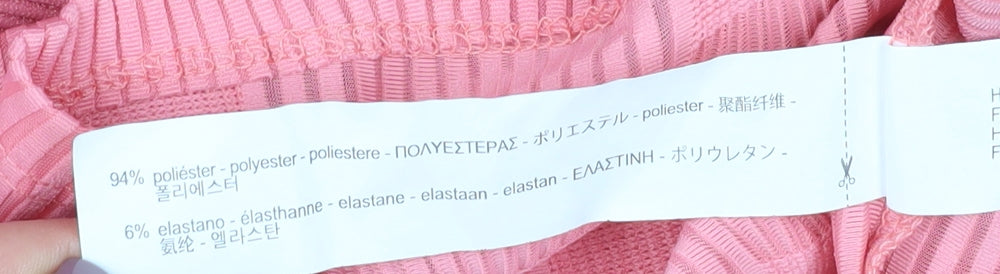 94% poliéster - polyester - poliestere - ΠΟΛΥΕΣΤΕΡΑΣ - ポリエステル - poliester - 聚酯纤维 -
폴리에스터
6% elastano - élasthanne - elastane - elastaan - elastan - ΕΛΑΣΤΙΝΗ - ポリウレタン -
氨纶 - 엘라스탄
H
F
H
F